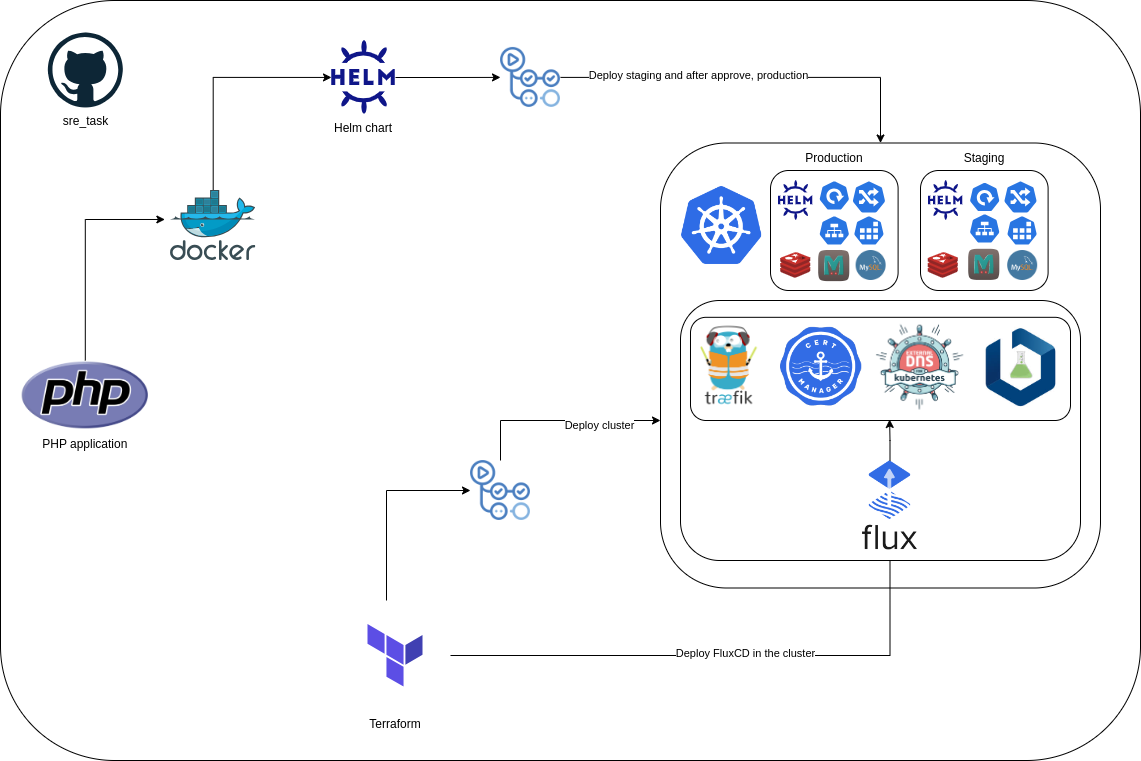 sre_task
HELM
Helm chart
Deploy staging and after approve, production
docker
php
PHP application
Production
Staging
HELM
HELM
M
MySQL
M
MySQL
træfik
CERT
MANAGER
EXTERNAL
DNS
kubernetes
Deploy cluster
flux
Deploy FluxCD in the cluster
Terraform